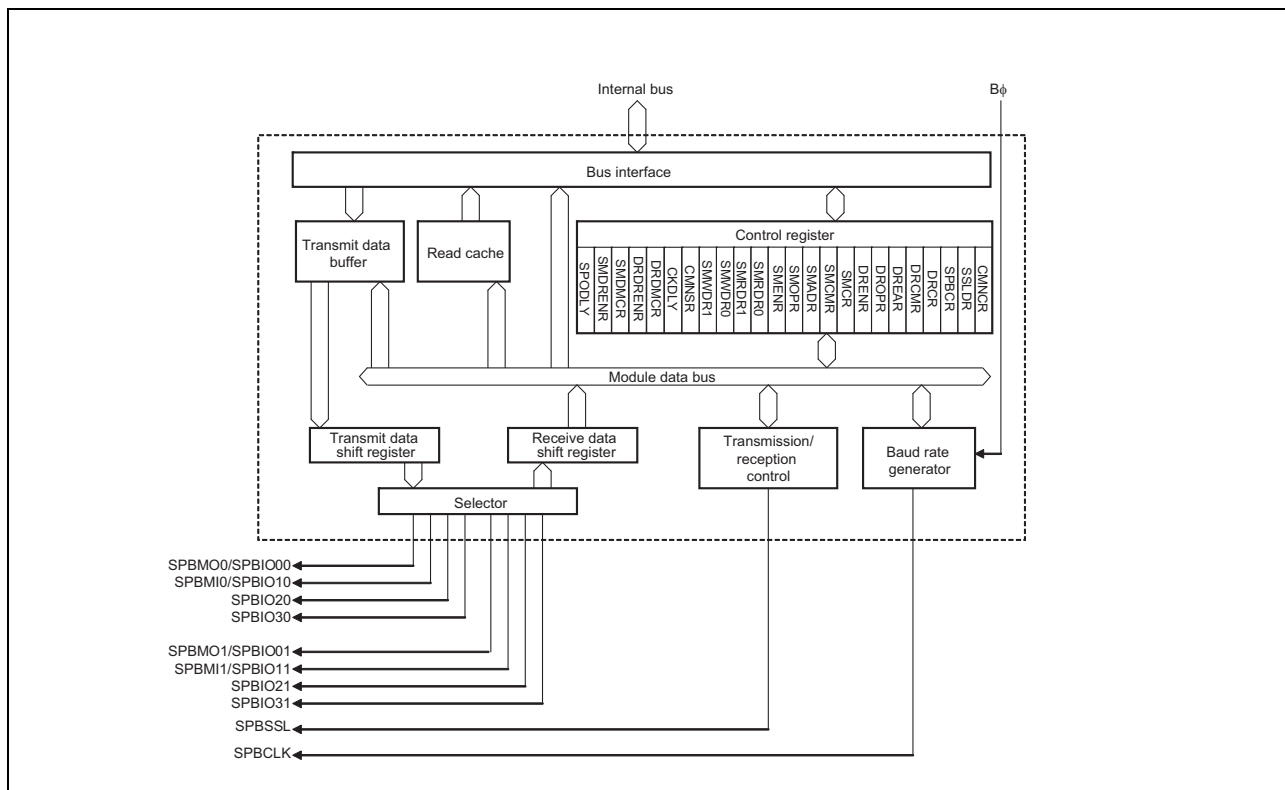 Internal bus
Bϕ
Bus interface
Transmit data
buffer
Read cache
Control register
SPODLY
SMDRENR
SMDMCR
DRDRENR
DRDMCR
CKDLY
CMNSR
SMWDR1
SMWDR0
SMRDR1
SMRDR0
SMENR
SMOPR
SMADR
SMCMR
SMCR
DRENR
DROPR
DREAR
DRCMR
DRCR
SPBCR
SSLDR
CMNCR
Module data bus
Transmit data
shift register
Receive data
shift register
Transmission/
reception
control
Baud rate
generator
Selector
SPBMO0/SPBIO00
SPBMI0/SPBIO10
SPBIO20
SPBIO30
SPBMO1/SPBIO01
SPBMI1/SPBIO11
SPBIO21
SPBIO31
SPBSSL
SPBCLK